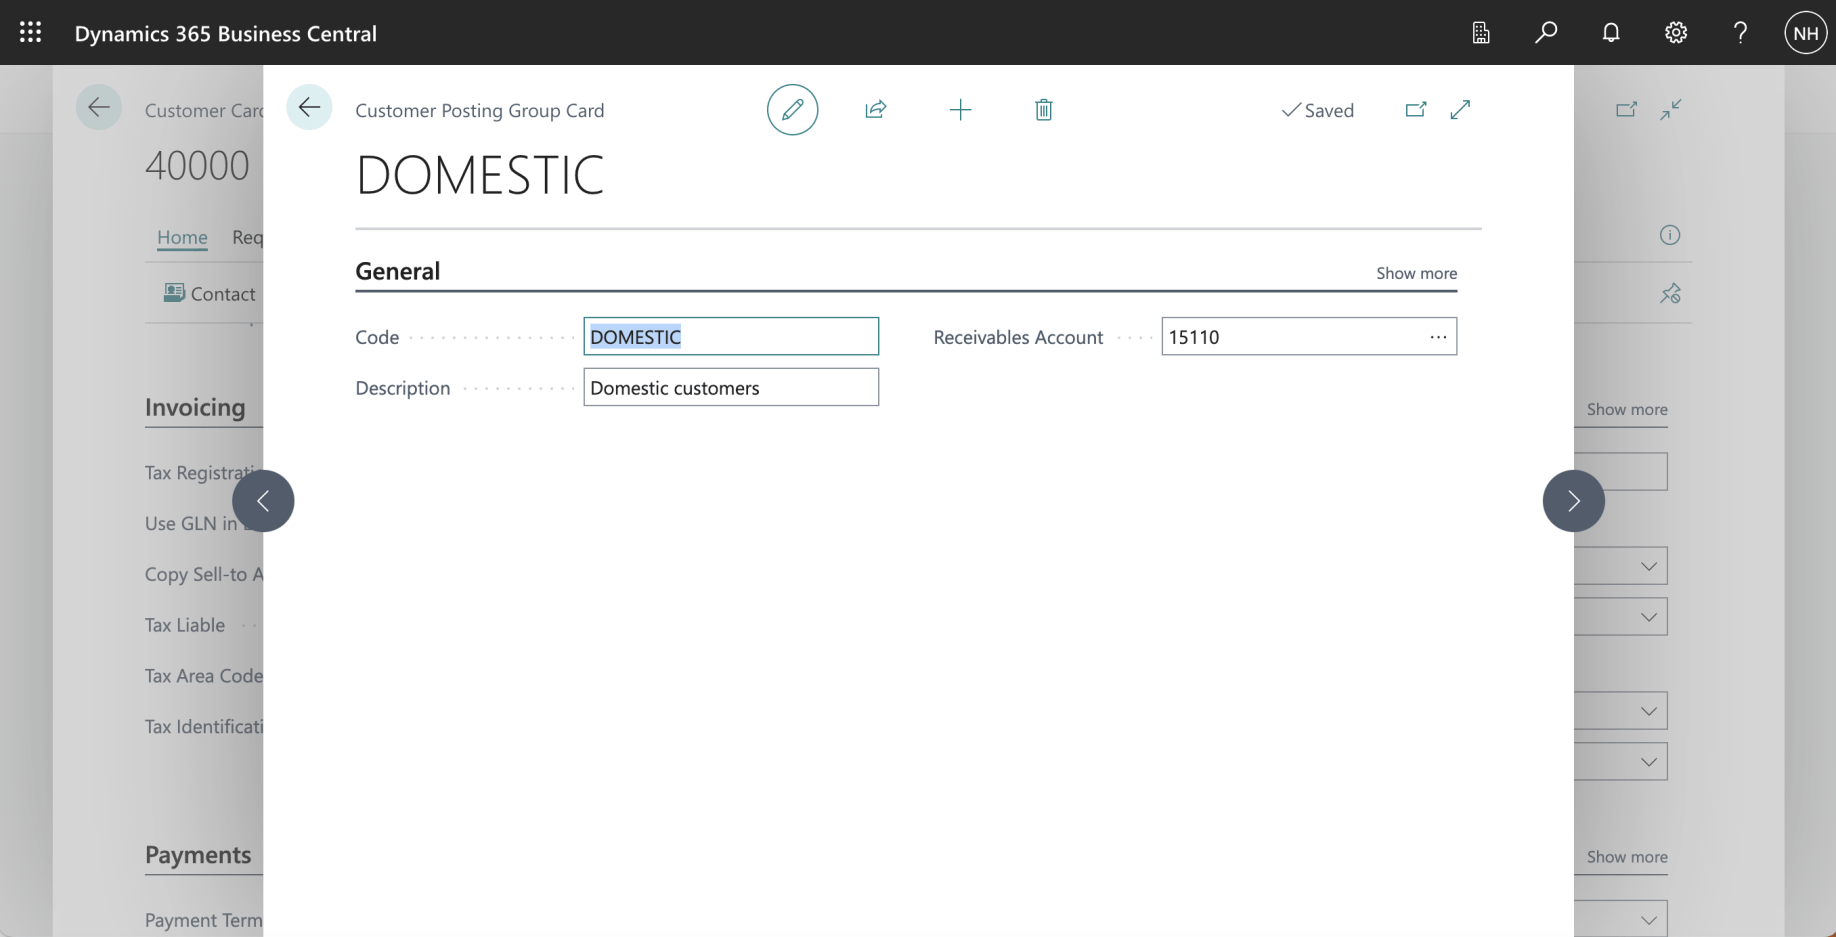 Dynamics 365 Business Central
NH
Customer Card
40000
Home
Req
Contact
Invoicing
Show more
Tax Registrati
Use GLN in
Copy Sell-to A
Tax Liable
Tax Area Code
Tax Identificati
Payments
Show more
Payment Term
Customer Posting Group Card
Saved
DOMESTIC
General
Show more
Code
DOMESTIC
Receivables Account
15110
Description
Domestic customers